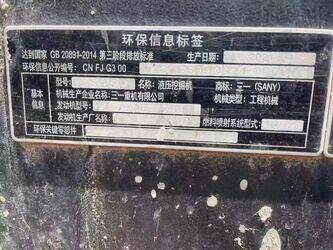 环保信息标签
达到国家 GB 20891-2014 第三阶段排放标准 生产日期:
环保信息公开编号: CN FJ G3 00
基本信息
型号: 名称: 液压挖掘机 商标: 三一 (SANY)
机械生产企业名称: 三一重机有限公司 机械类型: 工程机械
发动机型号:
发动机生产厂名称: 燃料喷射系统型式:
环保关键零部件